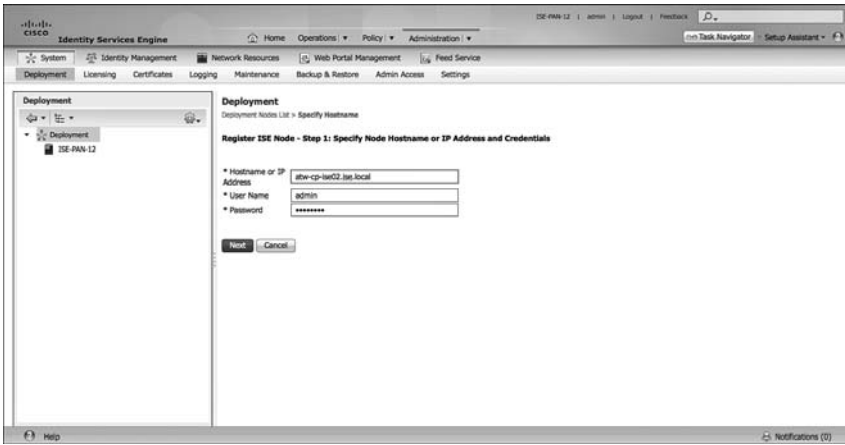 ISE-PAN-12 | admin | Logout | Feedback
CISCO Identity Services Engine
Home Operations Policy Administration
Task Navigator Setup Assistant
System Identity Management Network Resources Web Portal Management Feed Service
Deployment Licensing Certificates Logging Maintenance Backup & Restore Admin Access Settings
Deployment
Deployment
ISE-PAN-12
Deployment
Deployment Nodes List > Specify Hostname
Register ISE Node - Step 1: Specify Node Hostname or IP Address and Credentials
* Hostname or IP
Address
atw-cp-ise02.ise.local
* User Name admin
* Password ••••••••
Next Cancel
Help
Notifications (0)